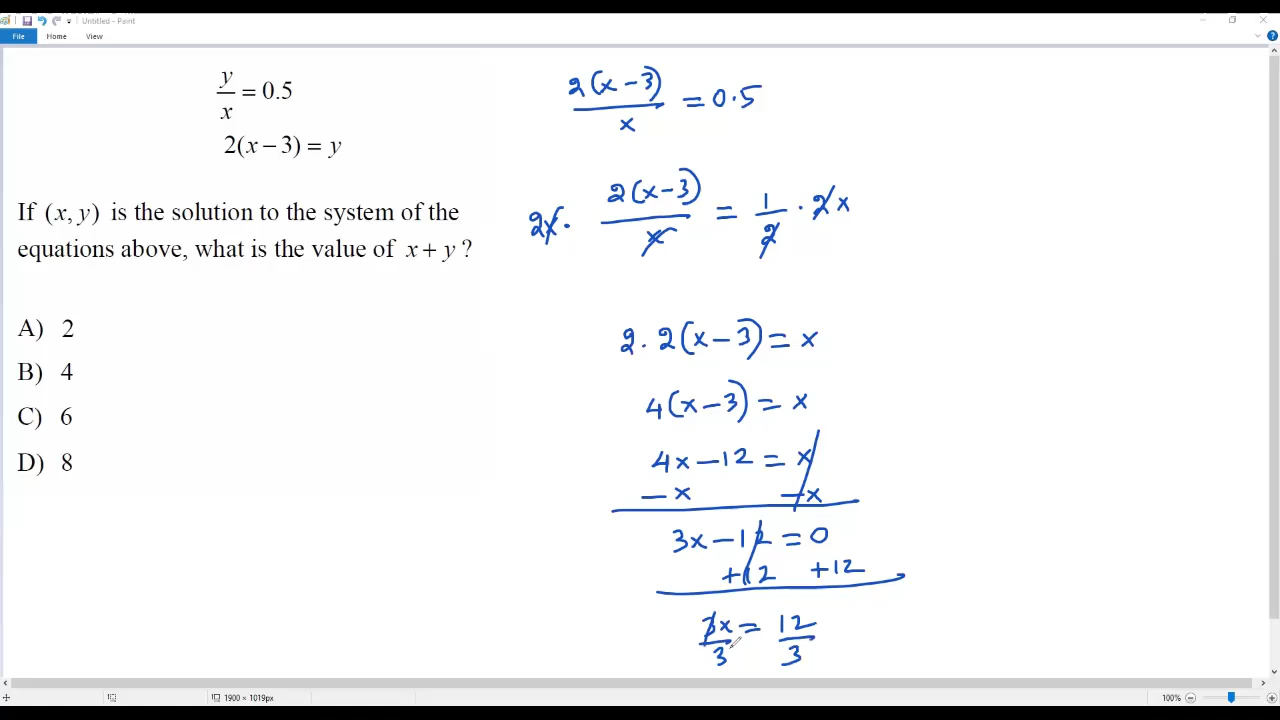 Untitled - Paint
File Home View
y/x = 0.5
2(x − 3) = y
If (x, y) is the solution to the system of the
equations above, what is the value of x + y ?
A) 2
B) 4
C) 6
D) 8
2(x − 3)/x = 0.5
2x · 2(x − 3)/x = 1/2 · 2x
2 · 2(x − 3) = x
4(x − 3) = x
4x − 12 = x
− x − x
3x − 12 = 0
+12 +12
3x/3 = 12/3
1900 × 1019px 100%